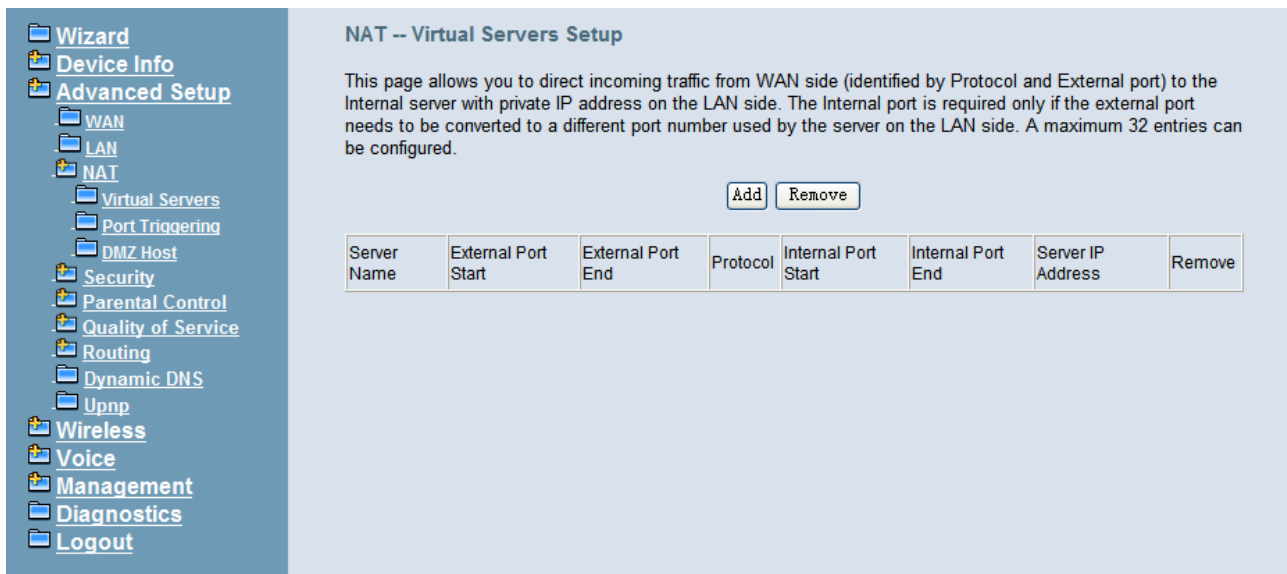 Wizard
Device Info
Advanced Setup
WAN
LAN
NAT
Virtual Servers
Port Triggering
DMZ Host
Security
Parental Control
Quality of Service
Routing
Dynamic DNS
Upnp
Wireless
Voice
Management
Diagnostics
Logout
NAT -- Virtual Servers Setup
This page allows you to direct incoming traffic from WAN side (identified by Protocol and External port) to the
Internal server with private IP address on the LAN side. The Internal port is required only if the external port
needs to be converted to a different port number used by the server on the LAN side. A maximum 32 entries can
be configured.
Add Remove
Server Name External Port Start External Port End Protocol Internal Port Start Internal Port End Server IP Address Remove